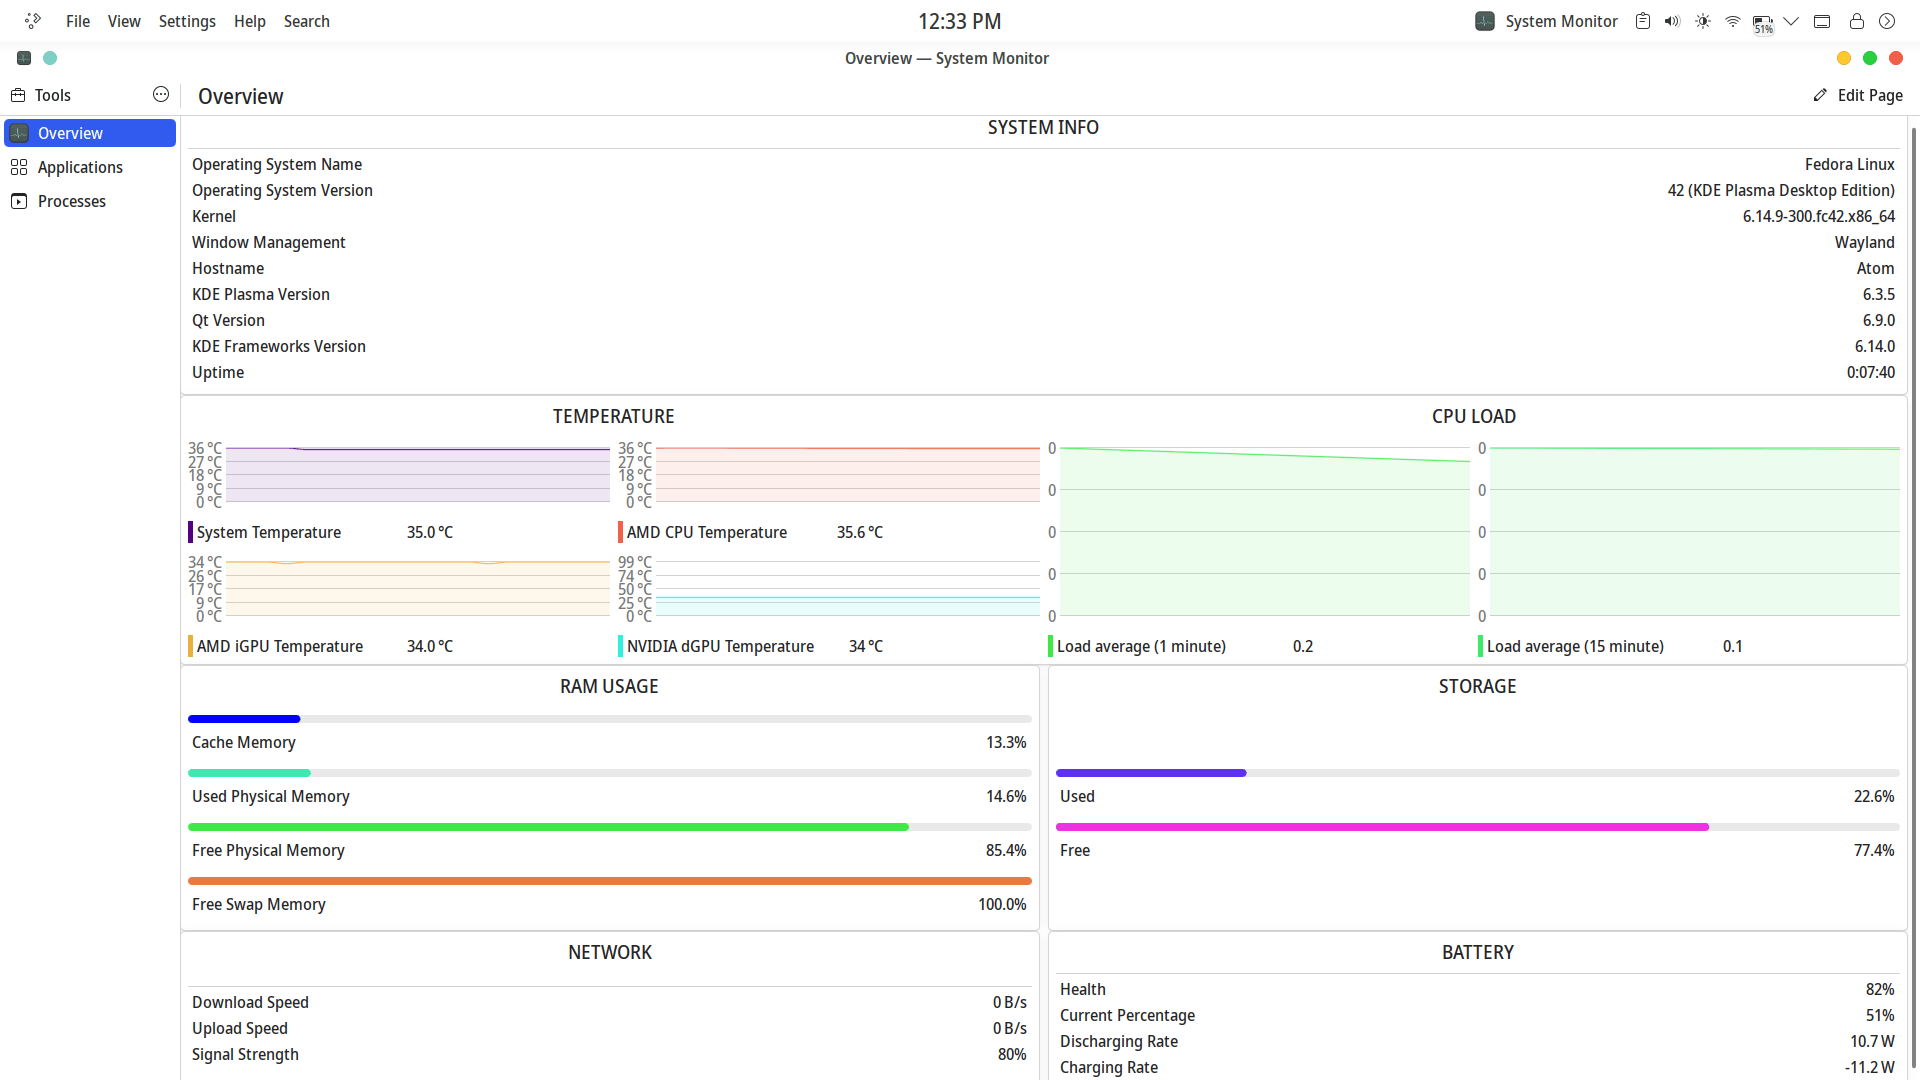 File View Settings Help Search 12:33 PM System Monitor 51%
Overview — System Monitor
Tools Overview Edit Page
Overview
Applications
Processes
SYSTEM INFO
Operating System Name Fedora Linux
Operating System Version 42 (KDE Plasma Desktop Edition)
Kernel 6.14.9-300.fc42.x86_64
Window Management Wayland
Hostname Atom
KDE Plasma Version 6.3.5
Qt Version 6.9.0
KDE Frameworks Version 6.14.0
Uptime 0:07:40
TEMPERATURE
36 °C
27 °C
18 °C
9 °C
0 °C
System Temperature 35.0 °C
36 °C
27 °C
18 °C
9 °C
0 °C
AMD CPU Temperature 35.6 °C
34 °C
26 °C
17 °C
9 °C
0 °C
AMD iGPU Temperature 34.0 °C
99 °C
74 °C
50 °C
25 °C
0 °C
NVIDIA dGPU Temperature 34 °C
CPU LOAD
0
0
0
0
0
Load average (1 minute) 0.2
0
0
0
0
0
Load average (15 minute) 0.1
RAM USAGE
Cache Memory 13.3%
Used Physical Memory 14.6%
Free Physical Memory 85.4%
Free Swap Memory 100.0%
STORAGE
Used 22.6%
Free 77.4%
NETWORK
Download Speed 0 B/s
Upload Speed 0 B/s
Signal Strength 80%
BATTERY
Health 82%
Current Percentage 51%
Discharging Rate 10.7 W
Charging Rate -11.2 W